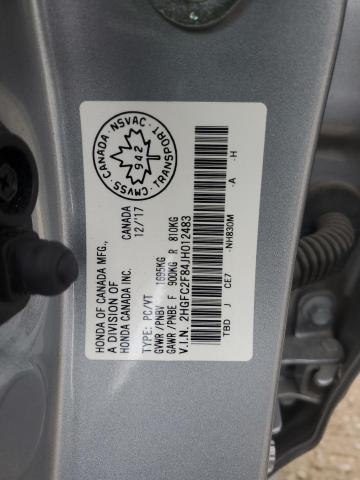 HONDA OF CANADA MFG.,
A DIVISION OF
HONDA CANADA INC.
CANADA
12/'17
CMVSS · CANADA · NSVAC · TRANSPORT
942
TYPE: PC/VT
GVWR/PNBV 1695KG
GAWR/PNBE F 900KG R 810KG
V.I.N. 2HGFC2F84JH012483
TBD J CE7 -NH830M -A -H